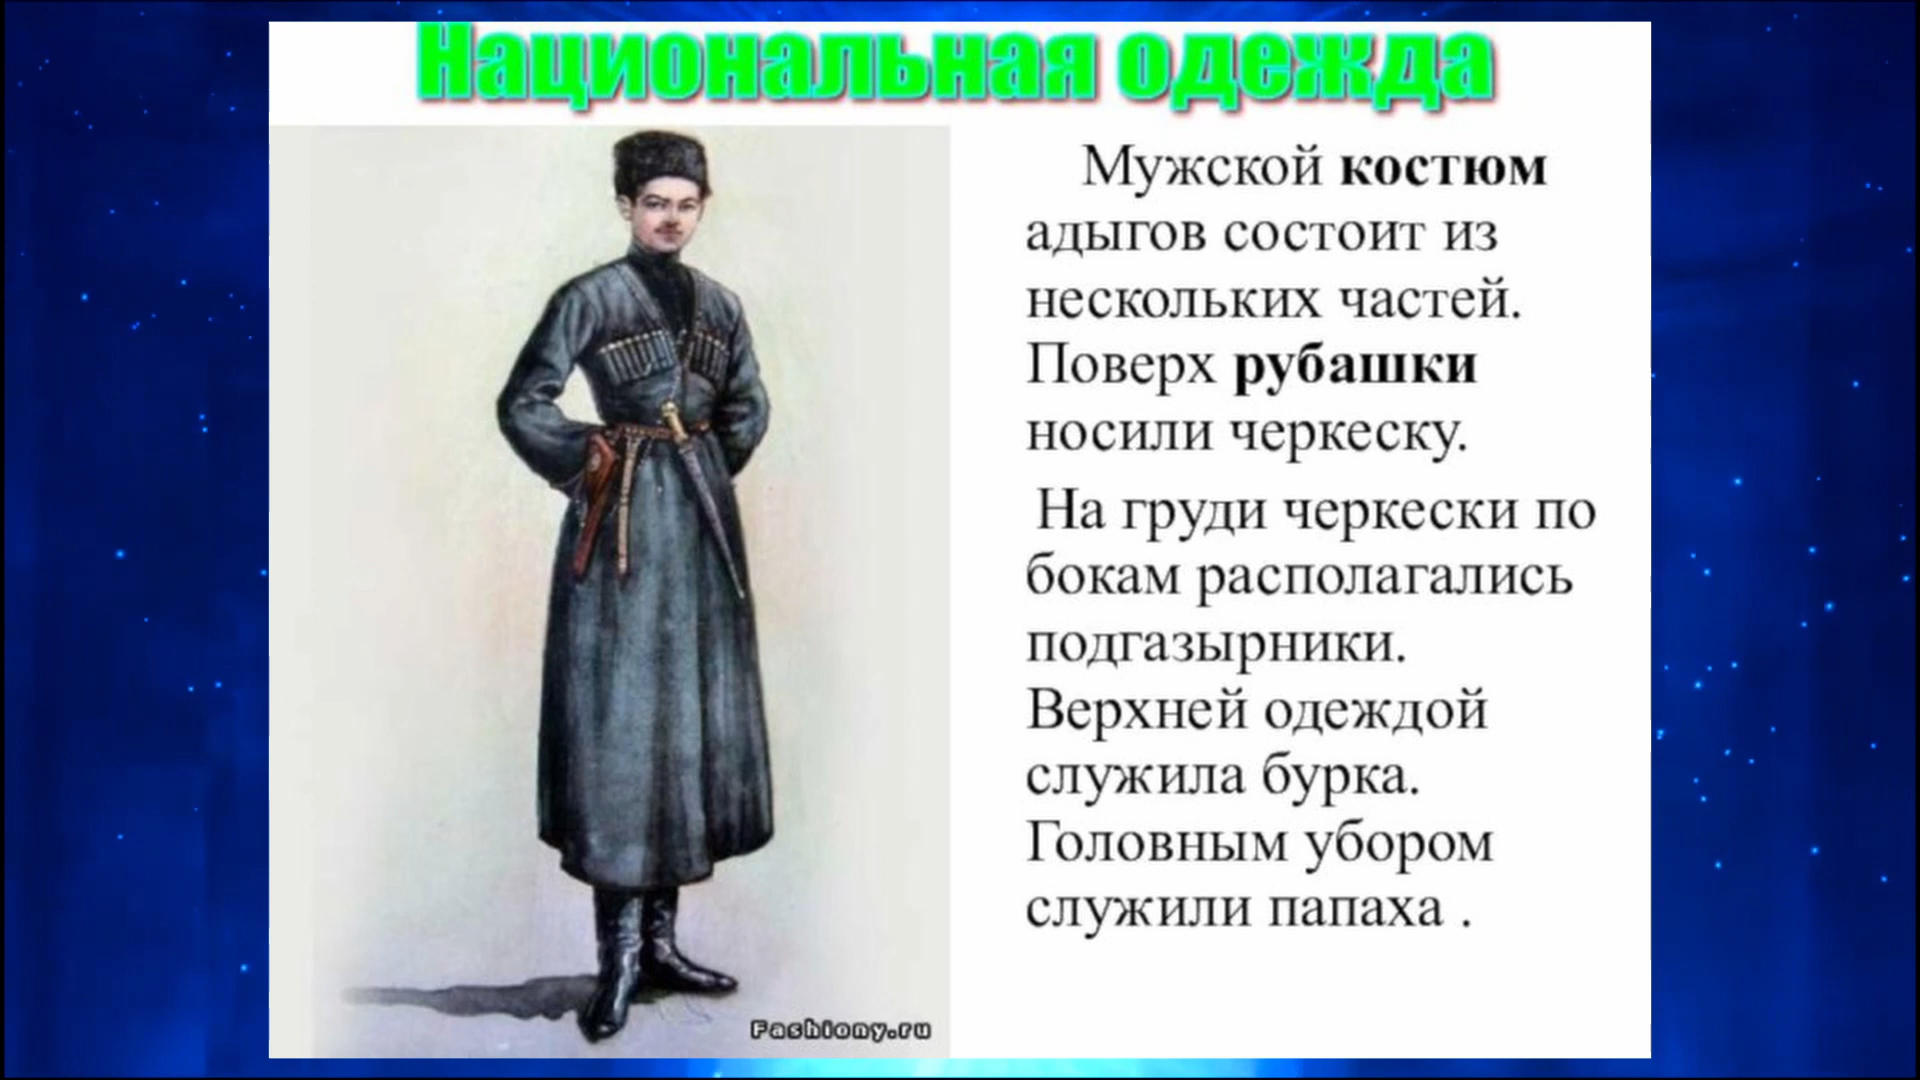 Национальная одежда
Мужской костюм
адыгов состоит из
нескольких частей.
Поверх рубашки
носили черкеску.
На груди черкески по
бокам располагались
подгазырники.
Верхней одеждой
служила бурка.
Головным убором
служили папаха .
Fashiony.ru